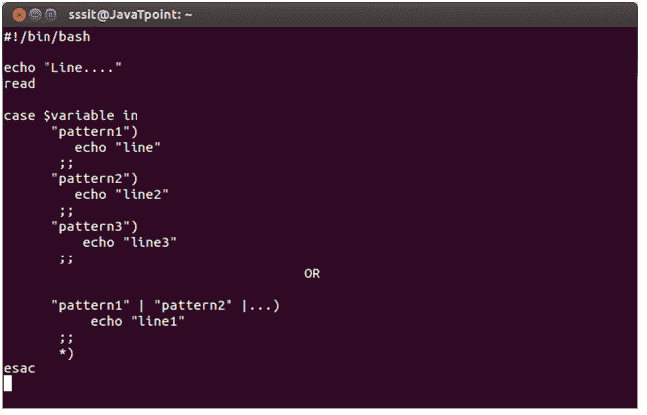 sssit@JavaTpoint: ~
#!/bin/bash
echo "Line...."
read
case $variable in
"pattern1")
echo "line"
;;
"pattern2")
echo "line2"
;;
"pattern3")
echo "line3"
;;
OR
"pattern1" | "pattern2" |...)
echo "line1"
;;
*)
esac